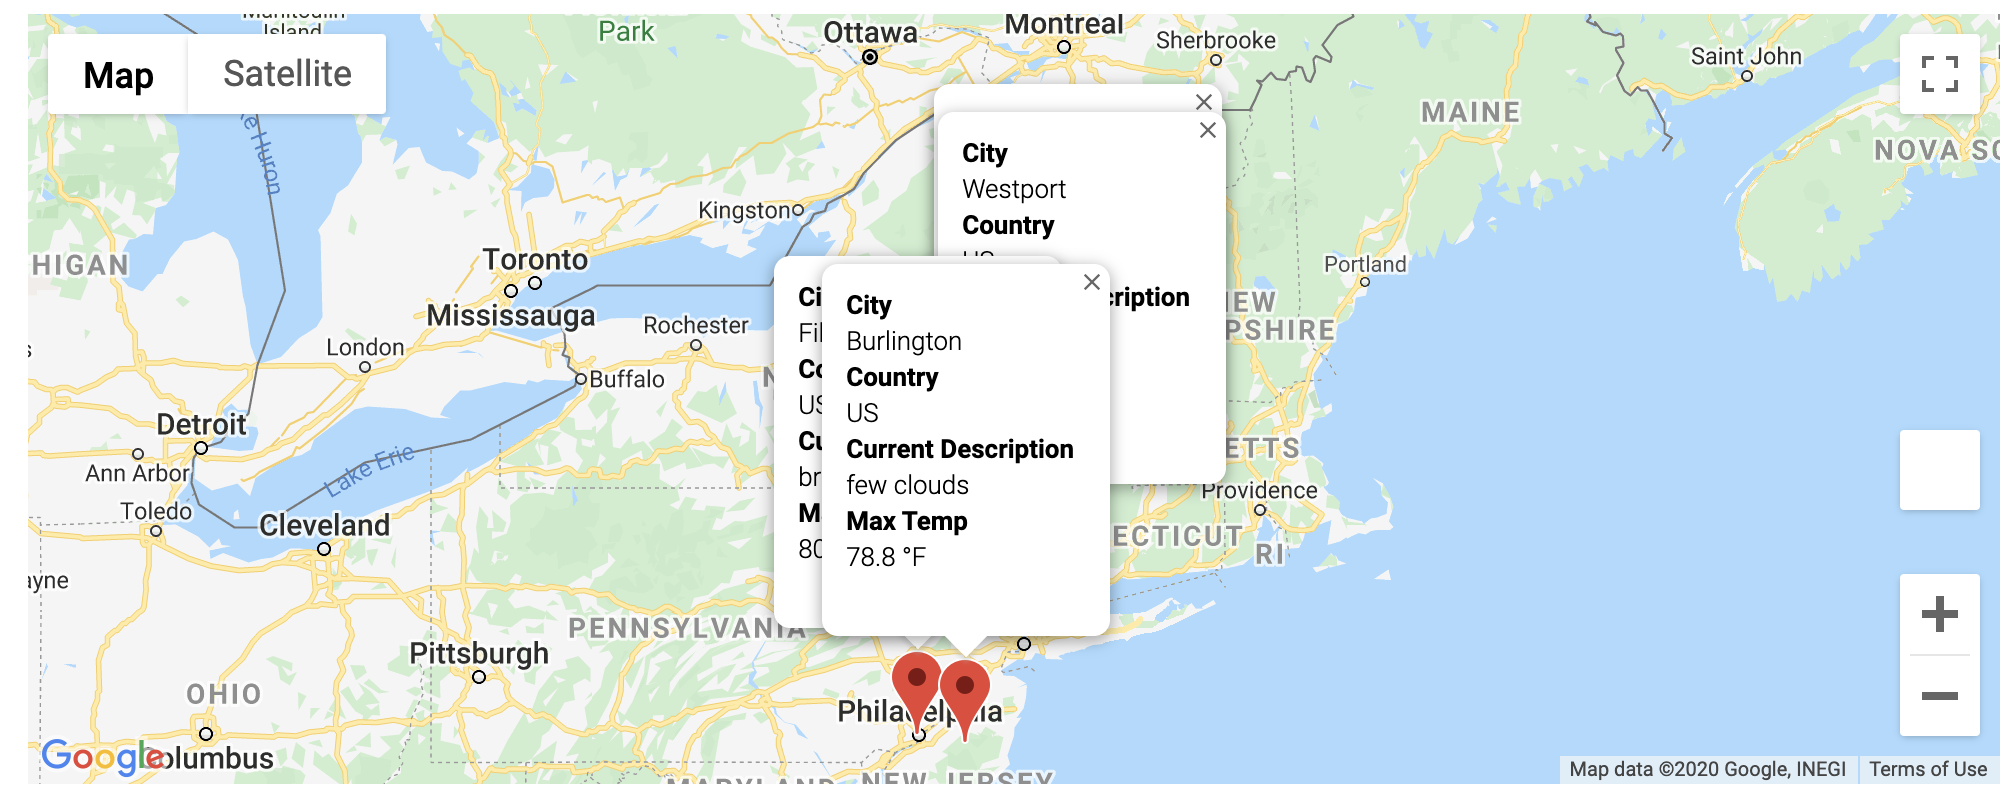 Island
Park
Ottawa
Montreal
Sherbrooke
Saint John
Map
Satellite
MAINE
NOVA SC
City
Westport
Country
Kingston
HIGAN
Toronto
Portland
Mississauga
Rochester
London
Buffalo
City
Burlington
Country
US
Current Description
few clouds
Max Temp
78.8 °F
cription
EW
PSHIRE
Detroit
Ann Arbor
Lake Erie
e Huron
ETTS
Providence
Toledo
Cleveland
ECTICUT
RI
ayne
Ci
Fil
Co
US
Cu
br
M
80
PENNSYLVANIA
Pittsburgh
OHIO
Philadelphia
Google
olumbus
MARYLAND
NEW JERSEY
Map data ©2020 Google, INEGI
Terms of Use